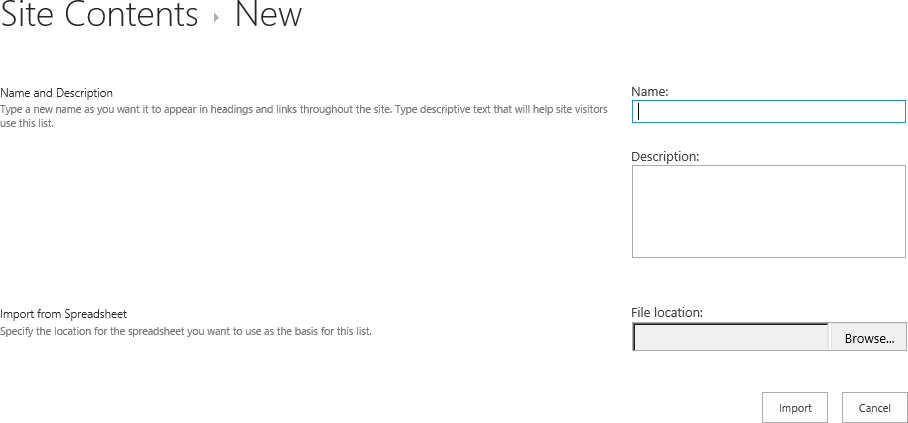 Site Contents ▸ New
Name and Description
Type a new name as you want it to appear in headings and links throughout the site. Type descriptive text that will help site visitors
use this list.
Name:
Description:
Import from Spreadsheet
Specify the location for the spreadsheet you want to use as the basis for this list.
File location:
Browse...
Import Cancel